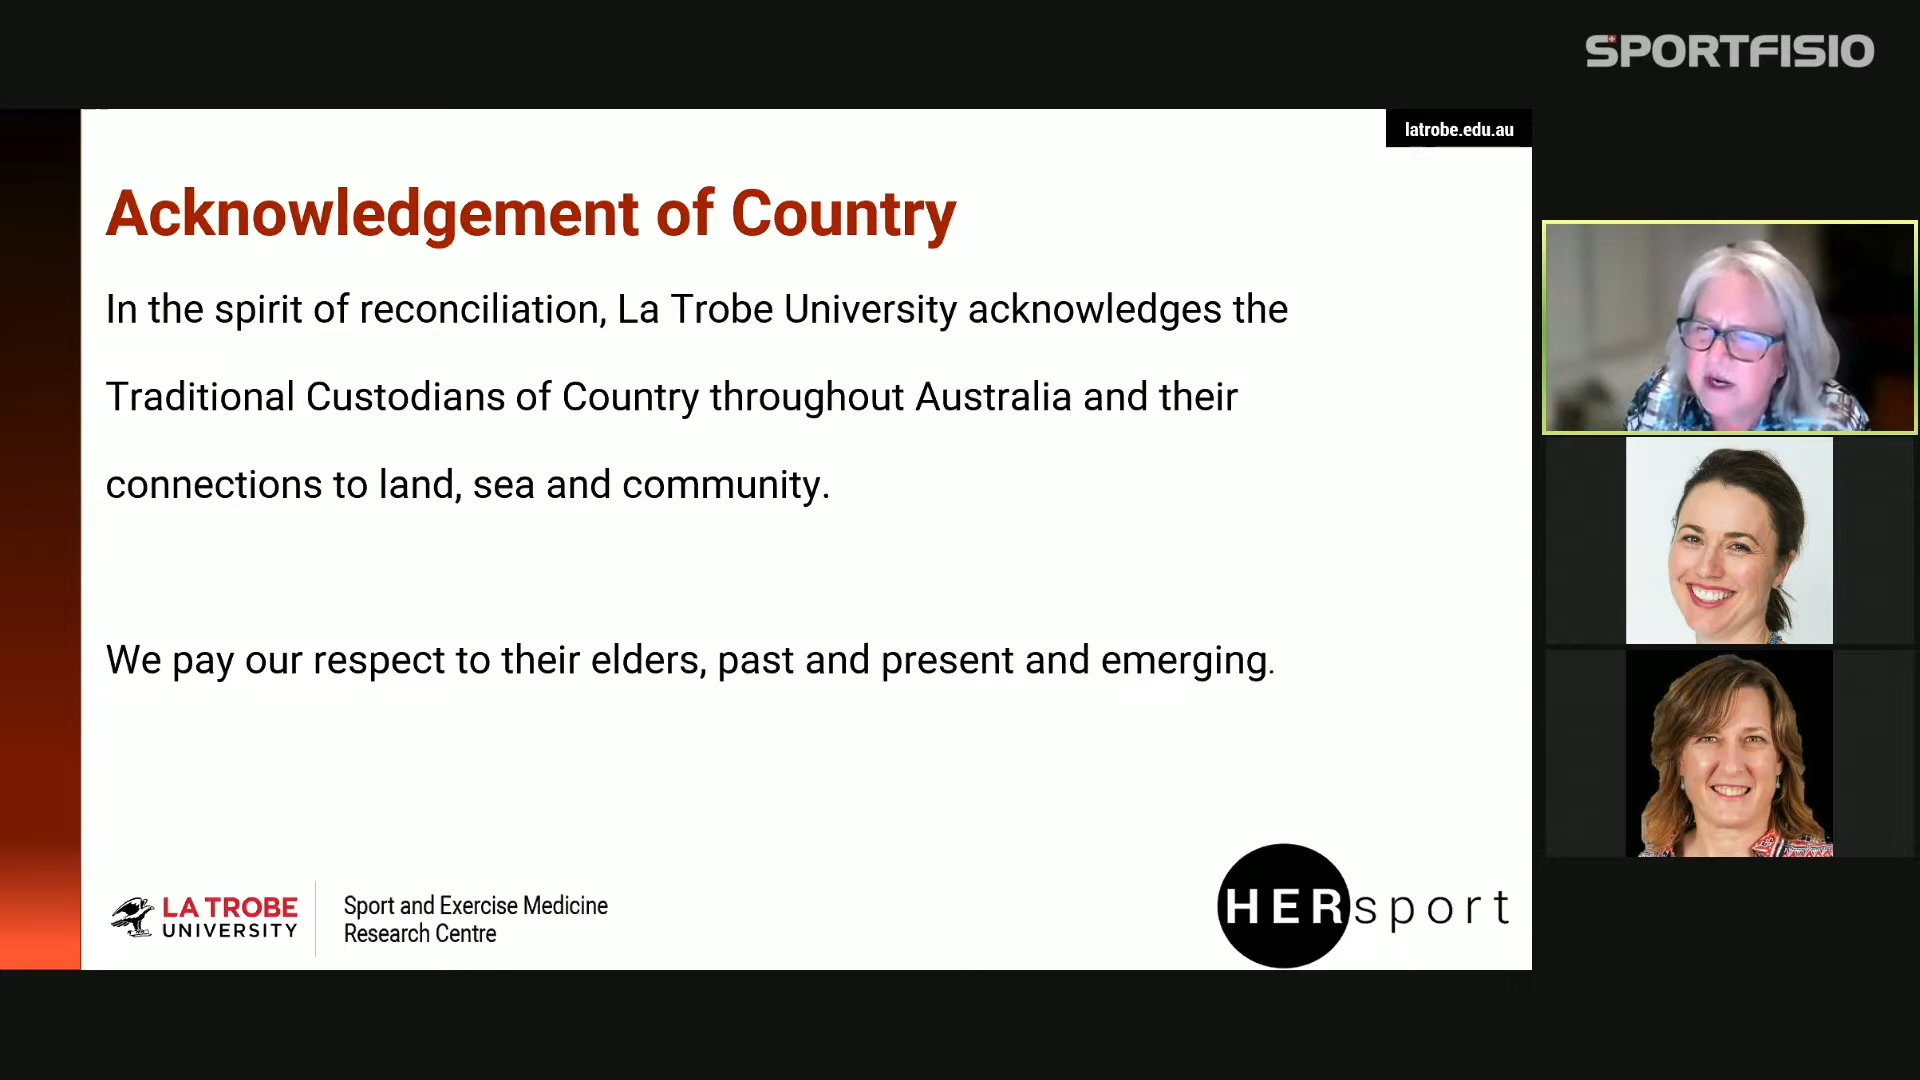 SPORTFISIO
latrobe.edu.au
Acknowledgement of Country
In the spirit of reconciliation, La Trobe University acknowledges the
Traditional Custodians of Country throughout Australia and their
connections to land, sea and community.
We pay our respect to their elders, past and present and emerging.
LA TROBE
UNIVERSITY
Sport and Exercise Medicine
Research Centre
HERsport